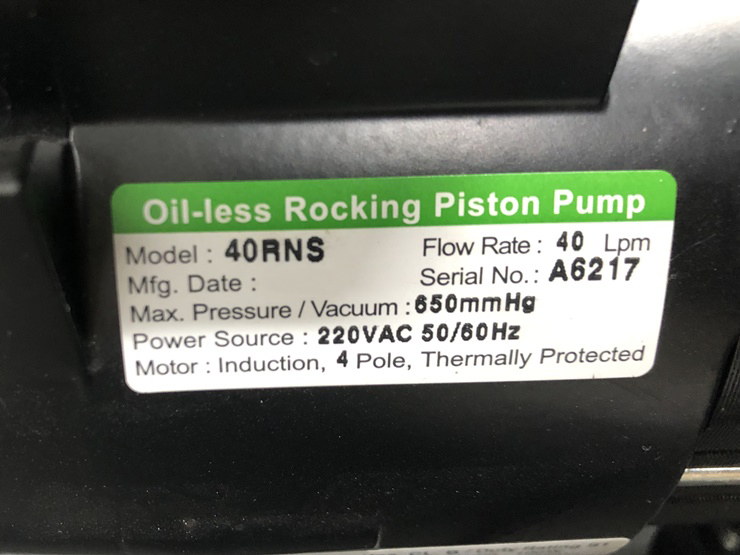 Oil-less Rocking Piston Pump
Model : 40RNS Flow Rate : 40 Lpm
Mfg. Date : Serial No. : A6217
Max. Pressure / Vacuum : 650mmHg
Power Source : 220VAC 50/60Hz
Motor : Induction, 4 Pole, Thermally Protected